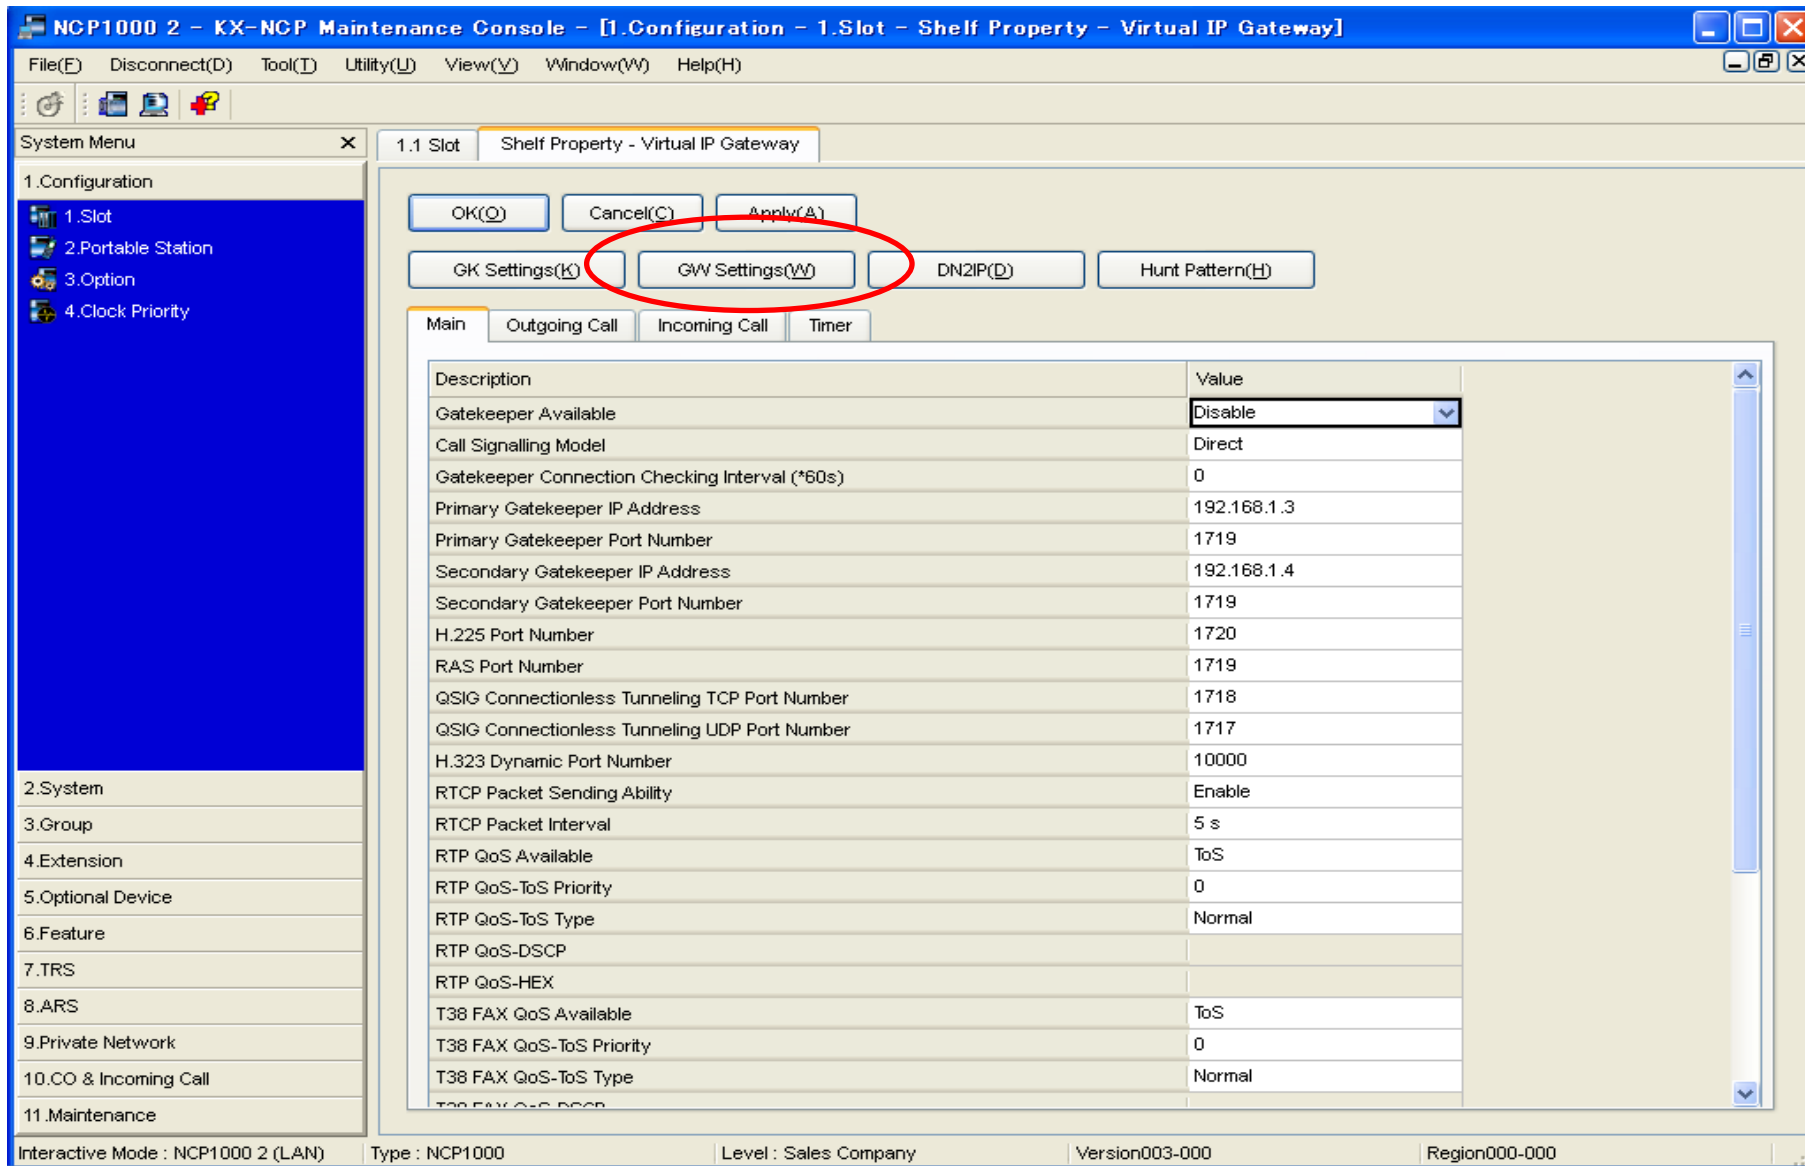 NCP1000 2 - KX-NCP Maintenance Console - [1.Configuration - 1.Slot - Shelf Property - Virtual IP Gateway]
File(F) Disconnect(D) Tool(T) Utility(U) View(V) Window(W) Help(H)
System Menu
1.Configuration
1.Slot
2.Portable Station
3.Option
4.Clock Priority
2.System
3.Group
4.Extension
5.Optional Device
6.Feature
7.TRS
8.ARS
9.Private Network
10.CO & Incoming Call
11.Maintenance
1.1 Slot Shelf Property - Virtual IP Gateway
OK(O) Cancel(C) Apply(A)
GK Settings(K) GW Settings(W) DN2IP(D) Hunt Pattern(H)
Main Outgoing Call Incoming Call Timer
Description Value
Gatekeeper Available Disable
Call Signalling Model Direct
Gatekeeper Connection Checking Interval (*60s) 0
Primary Gatekeeper IP Address 192.168.1.3
Primary Gatekeeper Port Number 1719
Secondary Gatekeeper IP Address 192.168.1.4
Secondary Gatekeeper Port Number 1719
H.225 Port Number 1720
RAS Port Number 1719
QSIG Connectionless Tunneling TCP Port Number 1718
QSIG Connectionless Tunneling UDP Port Number 1717
H.323 Dynamic Port Number 10000
RTCP Packet Sending Ability Enable
RTCP Packet Interval 5 s
RTP QoS Available ToS
RTP QoS-ToS Priority 0
RTP QoS-ToS Type Normal
RTP QoS-DSCP
RTP QoS-HEX
T38 FAX QoS Available ToS
T38 FAX QoS-ToS Priority 0
T38 FAX QoS-ToS Type Normal
T38 FAX QoS-DSCP
Interactive Mode : NCP1000 2 (LAN) Type : NCP1000 Level : Sales Company Version003-000 Region000-000